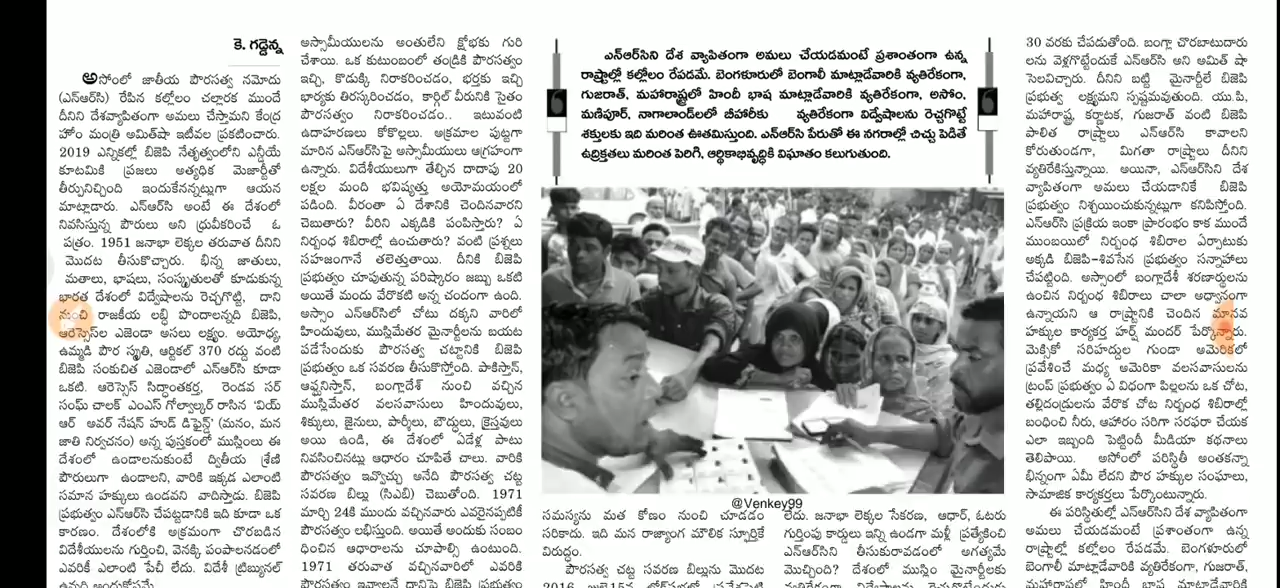 కె. గడ్డెన్న
అసోంలో జాతీయ పౌరసత్వ నమోదు
(ఎన్ఆర్‌సి) రేపిన కల్లోలం చల్లారక ముందే
దీనిని దేశవ్యాపితంగా అమలు చేస్తామని కేంద్ర
హోం మంత్రి అమిత్‌షా ఇటీవల ప్రకటించారు.
2019 ఎన్నికల్లో బిజెపి నేతృత్వంలోని ఎన్డీయే
కూటమికి ప్రజలు అత్యధిక మెజార్టీతో
తీర్పునిచ్చింది ఇందుకేనన్నట్లుగా ఆయన
మాట్లాడారు. ఎన్ఆర్‌సి అంటే ఈ దేశంలో
నివసిస్తున్న పౌరులు అని ధ్రువీకరించే ఓ
పత్రం. 1951 జనాభా లెక్కల తరువాత దీనిని
మొదట తీసుకొచ్చారు. భిన్న జాతులు,
మతాలు, భాషలు, సంస్కృతులతో కూడుకున్న
భారత దేశంలో విద్వేషాలను రెచ్చగొట్టి, దాని
నుంచి రాజకీయ లబ్ధి పొందాలన్నది బిజెపి,
ఆరెస్సెస్‌ల ఎజెండా అసలు లక్ష్యం. అయోధ్య,
ఉమ్మడి పౌర స్మృతి, ఆర్టికల్ 370 రద్దు వంటి
బిజెపి సంకుచిత ఎజెండాలో ఎన్ఆర్‌సి కూడా
ఒకటి. ఆరెస్సెస్ సిద్ధాంతకర్త, రెండవ సర్
సంఘ్ చాలక్ ఎంఎస్ గోల్వాల్కర్ రాసిన 'వియ్
ఆర్ అవర్ నేషన్ హుడ్ డిఫైన్డ్' (మనం, మన
జాతి నిర్వచనం) అన్న పుస్తకంలో ముస్లింలు ఈ
దేశంలో ఉండాలనుకుంటే ద్వితీయ శ్రేణి
పౌరులుగా ఉండాలని, వారికి ఇక్కడ ఎలాంటి
సమాన హక్కులు ఉండవని వాదిస్తాడు. బిజెపి
ప్రభుత్వం ఎన్ఆర్‌సి చేపట్టడానికి ఇది కూడా ఒక
కారణం. దేశంలోకి అక్రమంగా చొరబడిన
విదేశీయులను గుర్తించి, వెనక్కి పంపాలనడంలో
ఎవరికీ ఎలాంటి పేచీ లేదు. విదేశీ ట్రిబ్యునల్
అస్సామీయులను అంతులేని క్షోభకు గురి
చేశాయి. ఒక కుటుంబంలో తండ్రికి పౌరసత్వం
ఇచ్చి, కొడుక్కి నిరాకరించడం, భర్తకు ఇచ్చి
భార్యకు తిరస్కరించడం, కార్గిల్ వీరునికి సైతం
పౌరసత్వం నిరాకరించడం.. ఇటువంటి
ఉదాహరణలు కోకొల్లలు. అక్రమాల పుట్టగా
మారిన ఎన్ఆర్‌సిపై అస్సామీయులు ఆగ్రహంగా
ఉన్నారు. విదేశీయులుగా తేల్చిన దాదాపు 20
లక్షల మంది భవిష్యత్తు అయోమయంలో
పడింది. వీరంతా ఏ దేశానికి చెందినవారని
చెబుతారు? వీరిని ఎక్కడికి పంపిస్తారు? ఏ
నిర్బంధ శిబిరాల్లో ఉంచుతారు? వంటి ప్రశ్నలు
సహజంగానే తలెత్తుతాయి. దీనికి బిజెపి
ప్రభుత్వం చూపుతున్న పరిష్కారం జబ్బు ఒకటి
అయితే మందు వేరొకటి అన్న చందంగా ఉంది.
అస్సాం ఎన్ఆర్‌సిలో చోటు దక్కని వారిలో
హిందువులు, ముస్లిమేతర మైనార్టీలను బయట
పడేసేందుకు పౌరసత్వ చట్టానికి బిజెపి
ప్రభుత్వం ఒక సవరణ తీసుకొస్తోంది. పాకిస్తాన్,
ఆఫ్ఘనిస్తాన్, బంగ్లాదేశ్ నుంచి వచ్చిన
ముస్లిమేతర వలసవాసులు హిందువులు,
శిక్కులు, జైనులు, పార్శీలు, బౌద్ధులు, క్రైస్తవులు
అయి ఉండి, ఈ దేశంలో ఏడేళ్ల పాటు
నివసించినట్లు ఆధారం చూపితే చాలు. వారికి
పౌరసత్వం ఇవ్వొచ్చు అనేది పౌరసత్వ చట్ట
సవరణ బిల్లు (సిఎబి) చెబుతోంది. 1971
మార్చి 24కి ముందు వచ్చినవారు ఎవరైనప్పటికీ
పౌరసత్వం లభిస్తుంది. అయితే అందుకు సంబం
ధించిన ఆధారాలను చూపాల్సి ఉంటుంది.
1971 తరువాత వచ్చినవారిలో ఎవరికి
పౌరసత్వం ఇవ్వాలనే దానిపై బిజెపి ప్రభుత్వం
ఎన్ఆర్‌సిని దేశ వ్యాపితంగా అమలు చేయడమంటే ప్రశాంతంగా ఉన్న
రాష్ట్రాల్లో కల్లోలం రేపడమే. బెంగళూరులో బెంగాలీ మాట్లాడేవారికి వ్యతిరేకంగా,
గుజరాత్, మహారాష్ట్రలో హిందీ భాష మాట్లాడేవారికి వ్యతిరేకంగా, అసోం,
మణిపూర్, నాగాలాండ్‌లలో బీహారీకు వ్యతిరేకంగా విద్వేషాలను రెచ్చగొట్టే
శక్తులకు ఇది మరింత ఊతమిస్తుంది. ఎన్ఆర్‌సి పేరుతో ఈ నగరాల్లో చిచ్చు పెడితే
ఉద్రిక్తతలు మరింత పెరిగి, ఆర్థికాభివృద్ధికి విఘాతం కలుగుతుంది.
@Venkey99
సమస్యను మత కోణం నుంచి చూడడం
సరికాదు. ఇది మన రాజ్యాంగ మౌలిక స్ఫూర్తికే
విరుద్ధం.
పౌరసత్వ చట్ట సవరణ బిల్లును మొదట
లేదు. జనాభా లెక్కల సేకరణ, ఆధార్, ఓటరు
గుర్తింపు కార్డులు ఇన్ని ఉండగా మళ్లీ ప్రత్యేకించి
ఎన్ఆర్‌సిని తీసుకురావడంలో అగత్యమే
మొచ్చింది? దేశంలో ముస్లిం మైనార్టీలకు
30 వరకు చేపడుతోంది. బంగ్లా చొరబాటుదారు
లను వెళ్లగొట్టేందుకే ఎన్ఆర్‌సి అని అమిత్ షా
సెలవిచ్చారు. దీనిని బట్టి మైనార్టీలే బిజెపి
ప్రభుత్వ లక్ష్యమని స్పష్టమవుతుంది. యు.పి,
మహారాష్ట్ర, కర్ణాటక, గుజరాత్ వంటి బిజెపి
పాలిత రాష్ట్రాలు ఎన్ఆర్‌సి కావాలని
కోరుతుండగా, మిగతా రాష్ట్రాలు దీనిని
వ్యతిరేకిస్తున్నాయి. అయినా, ఎన్ఆర్‌సిని దేశ
వ్యాపితంగా అమలు చేయడానికే బిజెపి
ప్రభుత్వం నిశ్చయించుకున్నట్లుగా కనిపిస్తోంది.
ఎన్ఆర్‌సి ప్రక్రియ ఇంకా ప్రారంభం కాక ముందే
ముంబయిలో నిర్బంధ శిబిరాల ఏర్పాటుకు
అక్కడి బిజెపి-శివసేన ప్రభుత్వం సన్నాహాలు
చేపట్టింది. అస్సాంలో బంగ్లాదేశీ శరణార్థులను
ఉంచిన నిర్బంధ శిబిరాలు చాలా అధ్వానంగా
ఉన్నాయని ఆ రాష్ట్రానికి చెందిన మానవ
హక్కుల కార్యకర్త హర్ష్ మందర్ పేర్కొన్నారు.
మెక్సికో సరిహద్దుల గుండా అమెరికలో
ప్రవేశించే మధ్య అమెరికా వలసవాసులను
ట్రంప్ ప్రభుత్వం ఏ విధంగా పిల్లలను ఒక చోట,
తల్లిదండ్రులను వేరొక చోట నిర్బంధ శిబిరాల్లో
బంధించి నీరు, ఆహారం సరిగా సరఫరా చేయక
ఎలా ఇబ్బంది పెట్టింది మీడియా కథనాలు
తెలిపాయి. అసోంలో పరిస్థితీ అంతకన్నా
భిన్నంగా ఏమీ లేదని పౌర హక్కుల సంఘాలు,
సామాజిక కార్యకర్తలు పేర్కొంటున్నారు.
ఈ పరిస్థితుల్లో ఎన్ఆర్‌సిని దేశ వ్యాపితంగా
అమలు చేయడమంటే ప్రశాంతంగా ఉన్న
రాష్ట్రాల్లో కల్లోలం రేపడమే. బెంగళూరులో
బెంగాలీ మాట్లాడేవారికి వ్యతిరేకంగా, గుజరాత్,